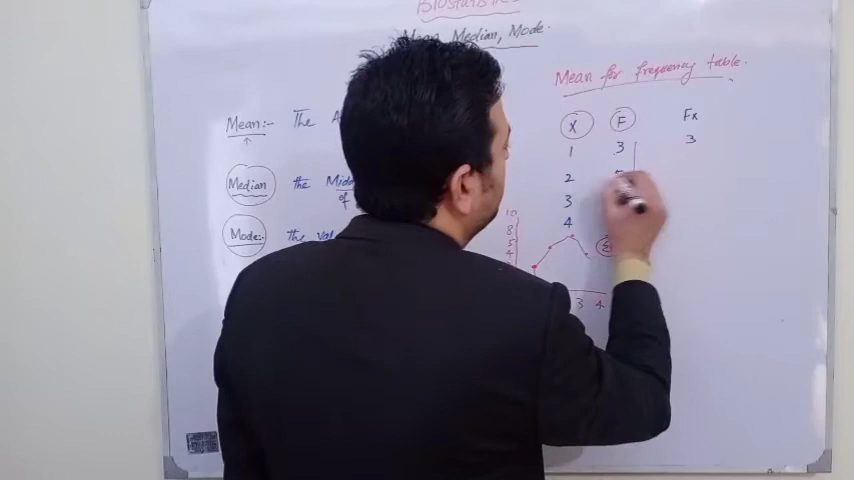 Biostatistics
Mean, Median, Mode.
Mean for frequency table.
Mean:- The
Median the Midd
of
Mode:- the val
X F Fx
1 3 3
2
3
4
10
8
5
4
3 4